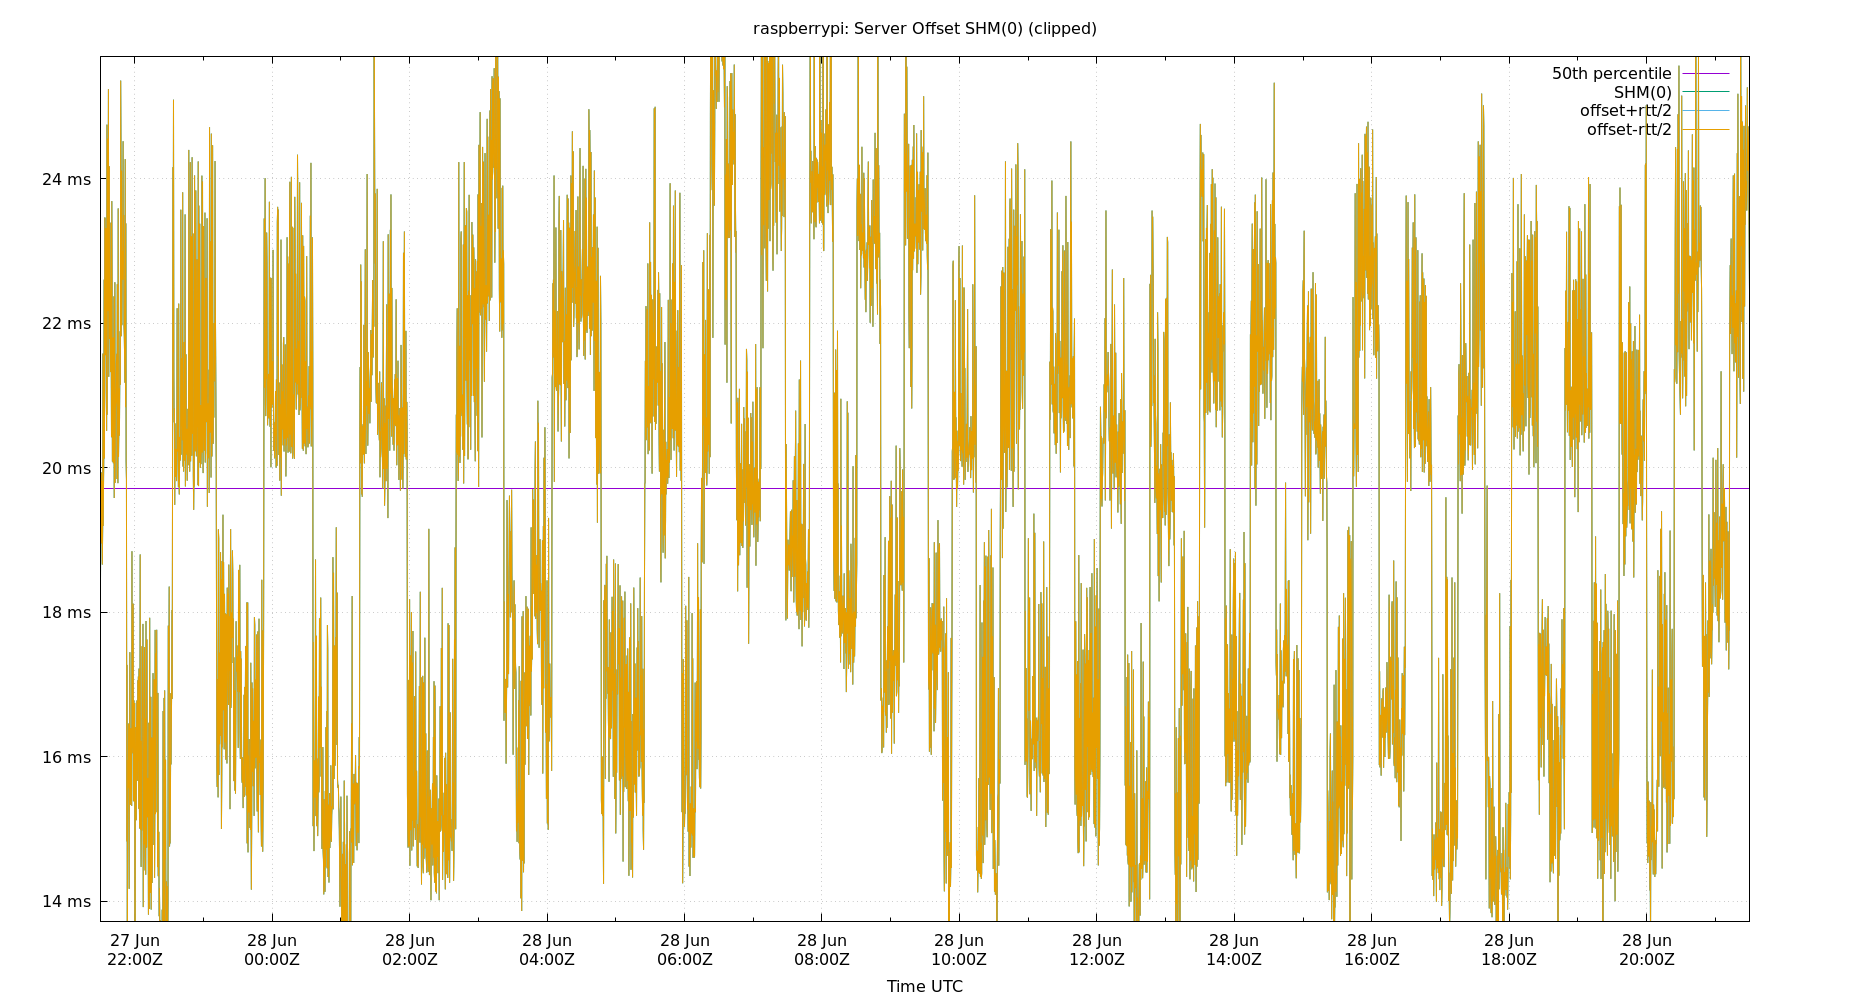 raspberrypi: Server Offset SHM(0) (clipped)
50th percentile
SHM(0)
offset+rtt/2
offset-rtt/2
24 ms
22 ms
20 ms
18 ms
16 ms
14 ms
27 Jun 28 Jun 28 Jun 28 Jun 28 Jun 28 Jun 28 Jun 28 Jun 28 Jun 28 Jun 28 Jun 28 Jun
22:00Z 00:00Z 02:00Z 04:00Z 06:00Z 08:00Z 10:00Z 12:00Z 14:00Z 16:00Z 18:00Z 20:00Z
Time UTC